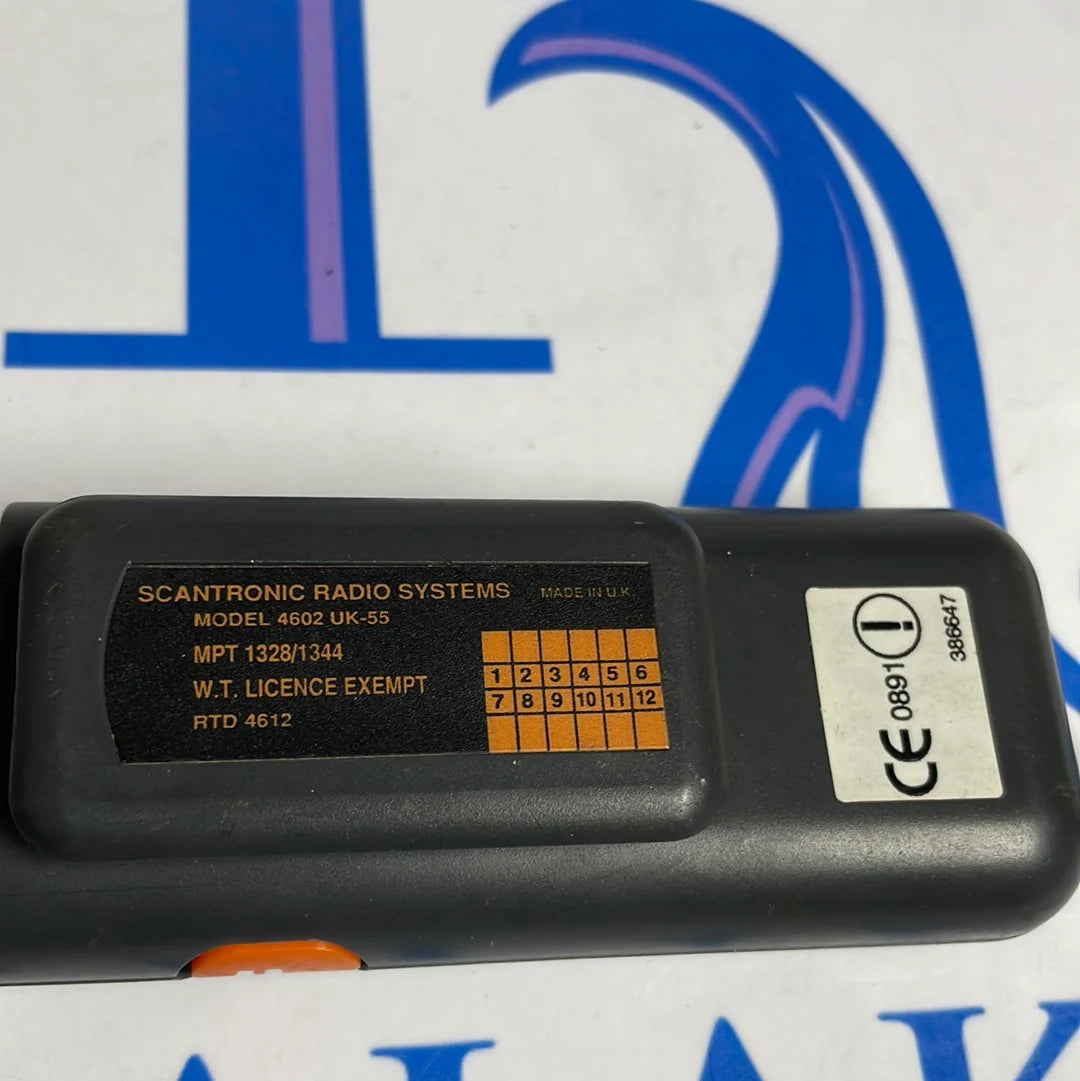 SCANTRONIC RADIO SYSTEMS MADE IN U.K.
MODEL 4602 UK-55
MPT 1328/1344
W.T. LICENCE EXEMPT
RTD 4612
1 2 3 4 5 6
7 8 9 10 11 12
CE 0891
386647